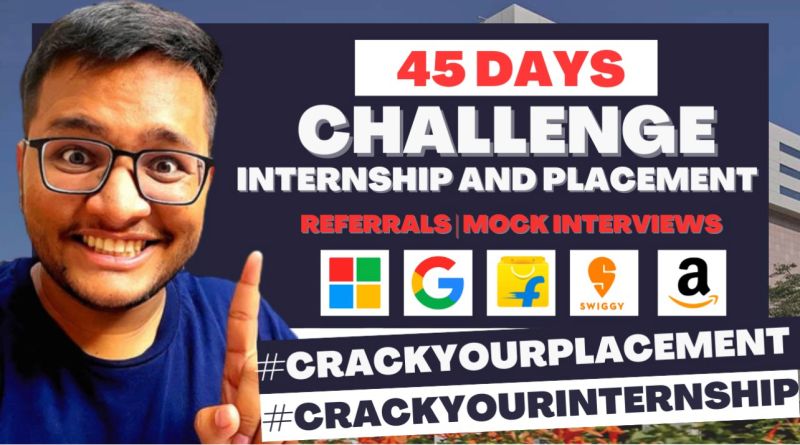 45 DAYS
CHALLENGE
INTERNSHIP AND PLACEMENT
REFERRALS | MOCK INTERVIEWS
G f SWIGGY a
#CRACKYOURPLACEMENT
#CRACKYOURINTERNSHIP